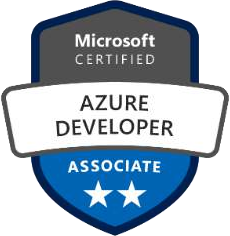 Microsoft
CERTIFIED
AZURE
DEVELOPER
ASSOCIATE